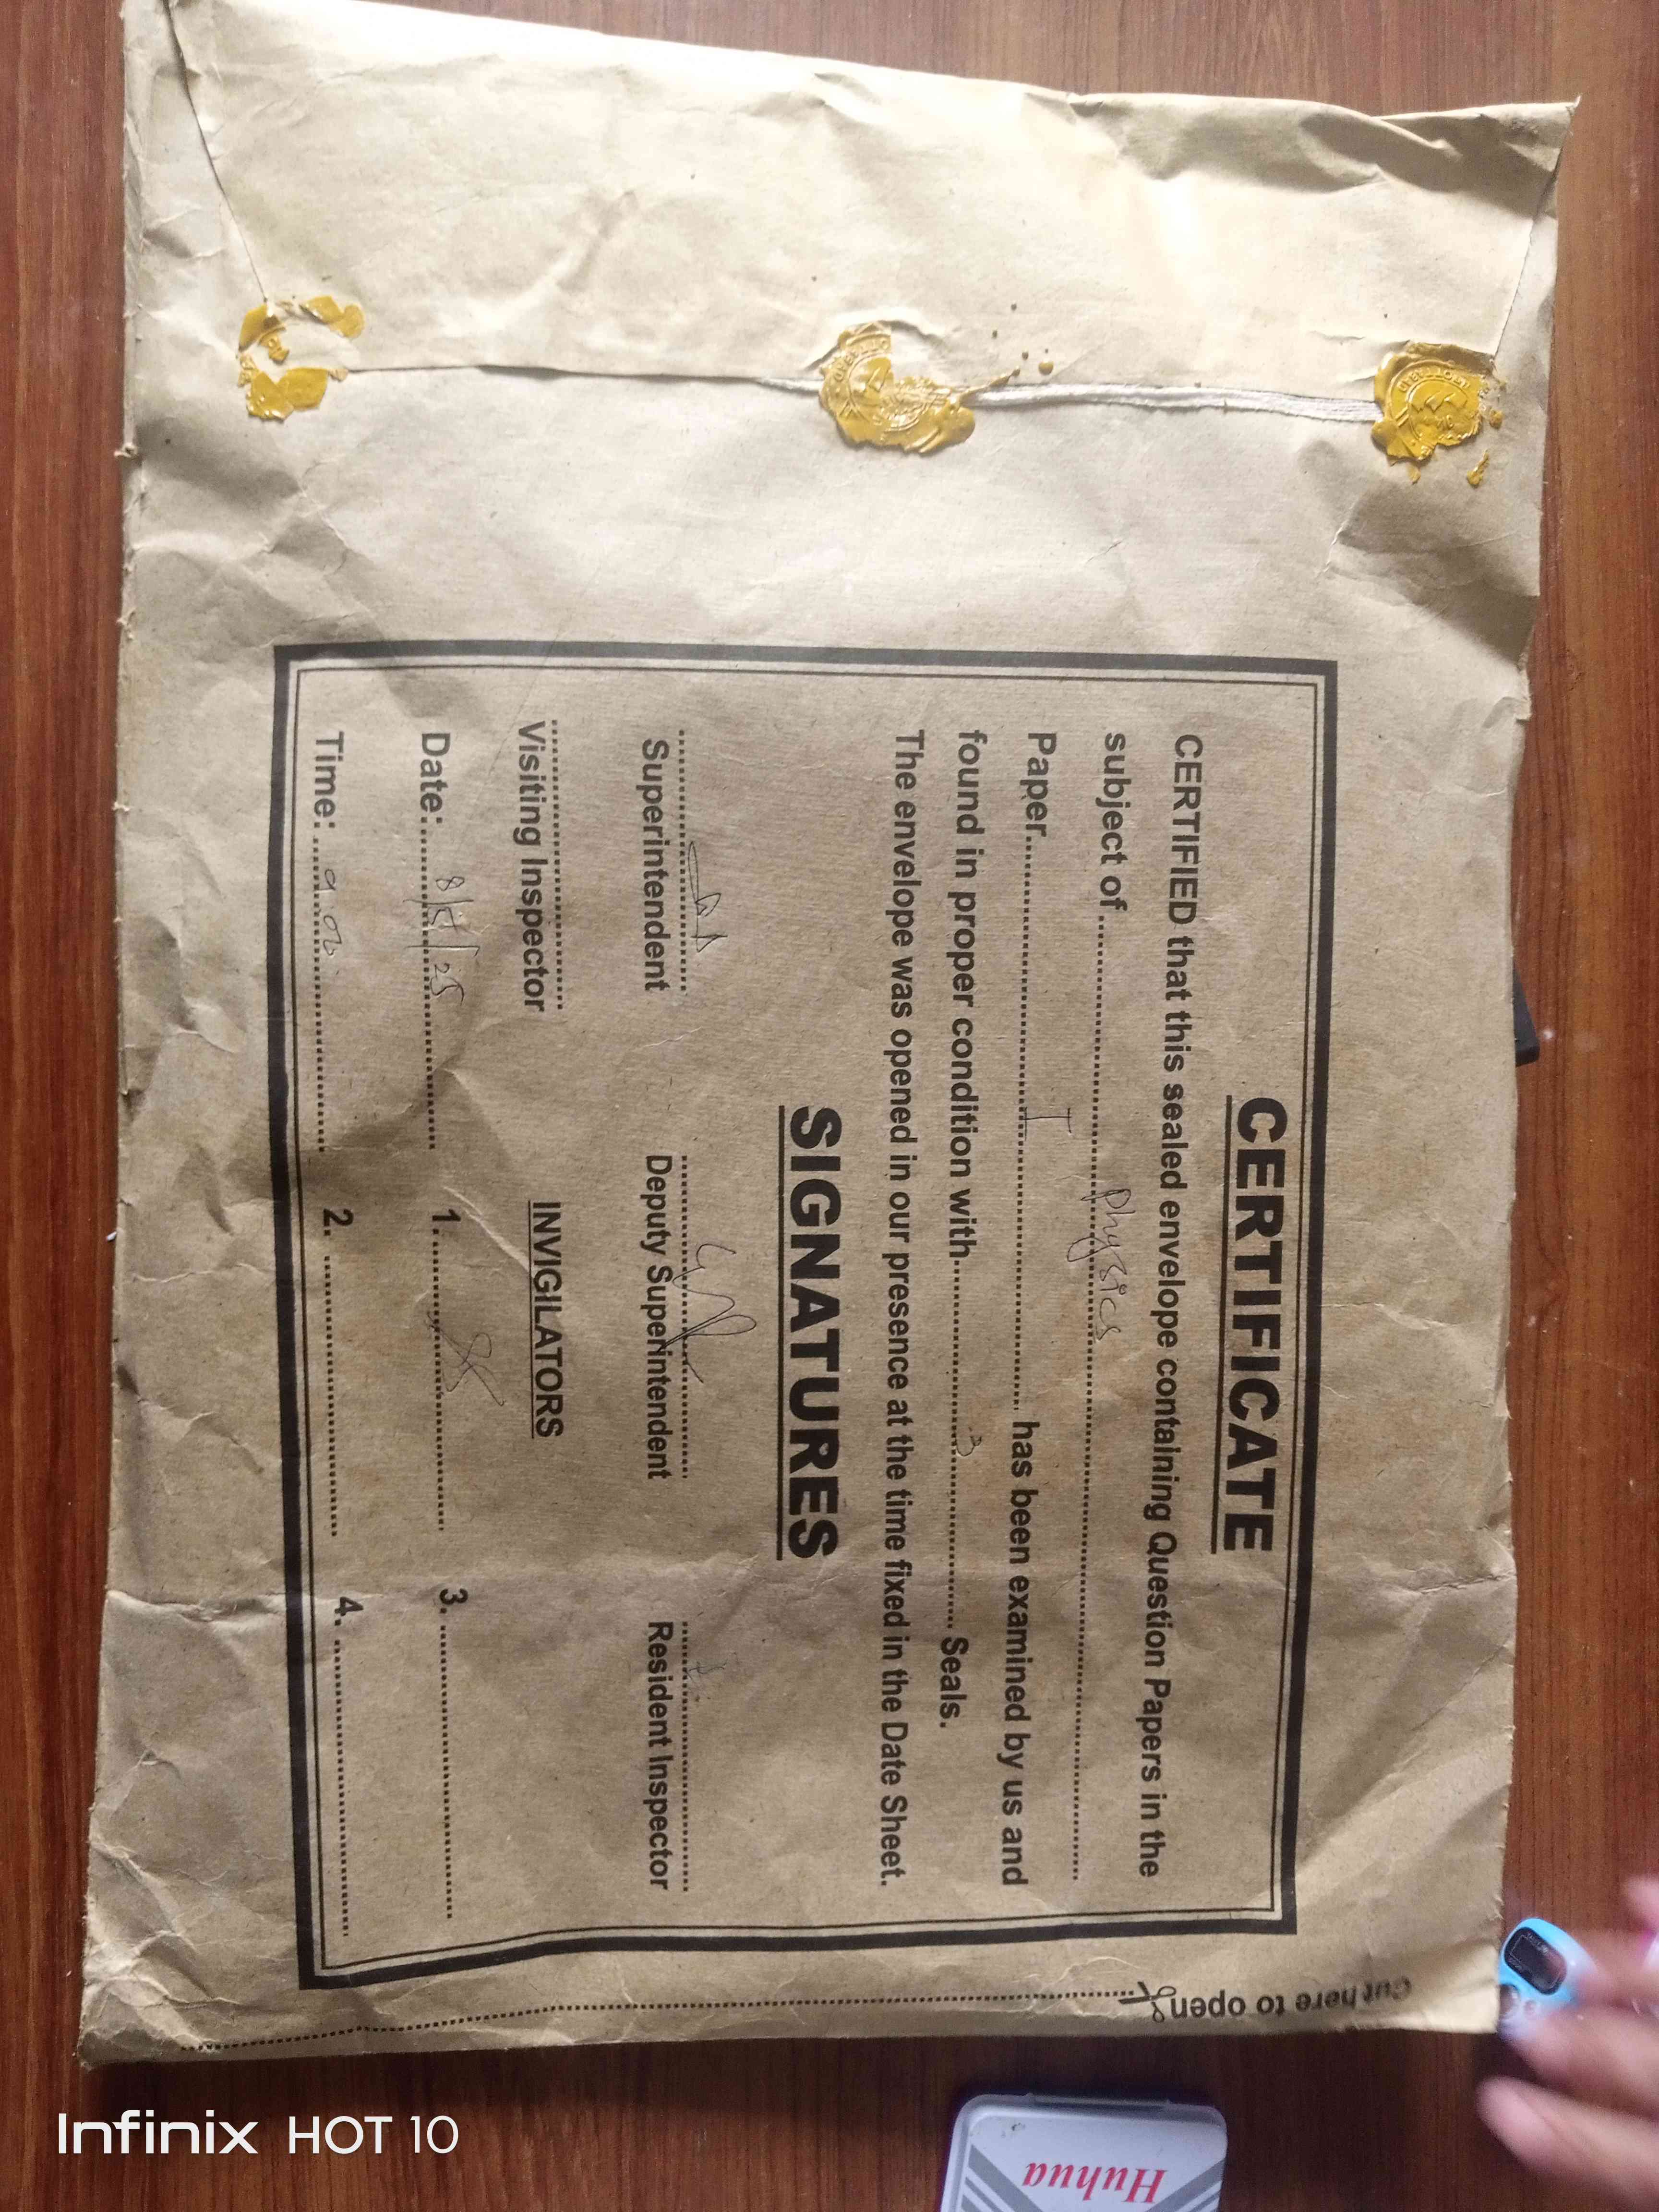 CERTIFICATE
CERTIFIED that this sealed envelope containing Question Papers in the
subject of.......... Physics ..........
Paper.......... I .......... has been examined by us and
found in proper condition with.......... 3 .......... Seals.
The envelope was opened in our presence at the time fixed in the Date Sheet.
SIGNATURES
Superintendent Deputy Superintendent Resident Inspector
Visiting Inspector INVIGILATORS
Date: 8/5/25 1. 3.
Time: 2. 4.
Cut here to open
Huhua
Infinix HOT 10